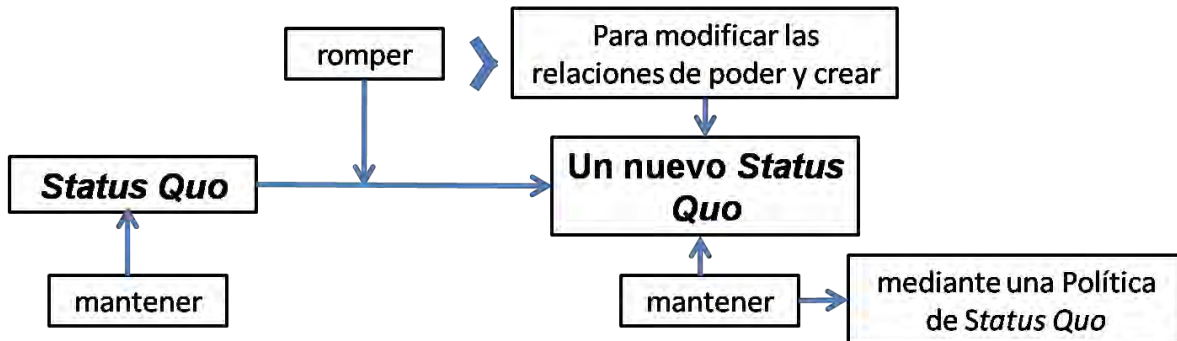 romper
Para modificar las
relaciones de poder y crear
Status Quo
Un nuevo Status
Quo
mantener
mantener
mediante una Política
de Status Quo